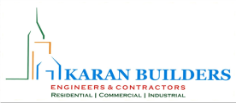 KARAN BUILDERS
ENGINEERS & CONTRACTORS
RESIDENTIAL | COMMERCIAL | INDUSTRIAL